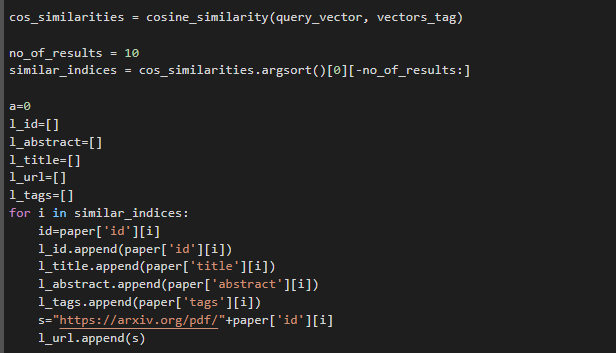 cos_similarities = cosine_similarity(query_vector, vectors_tag)
no_of_results = 10
similar_indices = cos_similarities.argsort()[0][-no_of_results:]
a=0
l_id=[]
l_abstract=[]
l_title=[]
l_url=[]
l_tags=[]
for i in similar_indices:
    id=paper['id'][i]
    l_id.append(paper['id'][i])
    l_title.append(paper['title'][i])
    l_abstract.append(paper['abstract'][i])
    l_tags.append(paper['tags'][i])
    s="https://arxiv.org/pdf/"+paper['id'][i]
    l_url.append(s)